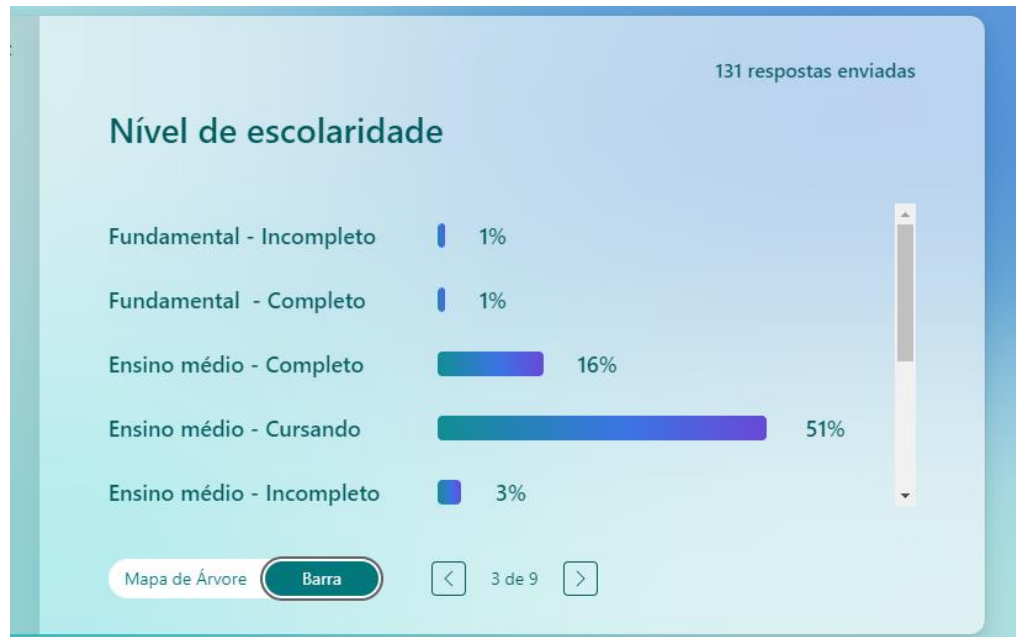 131 respostas enviadas
Nível de escolaridade
Fundamental - Incompleto 1%
Fundamental - Completo 1%
Ensino médio - Completo 16%
Ensino médio - Cursando 51%
Ensino médio - Incompleto 3%
Mapa de Árvore Barra 3 de 9